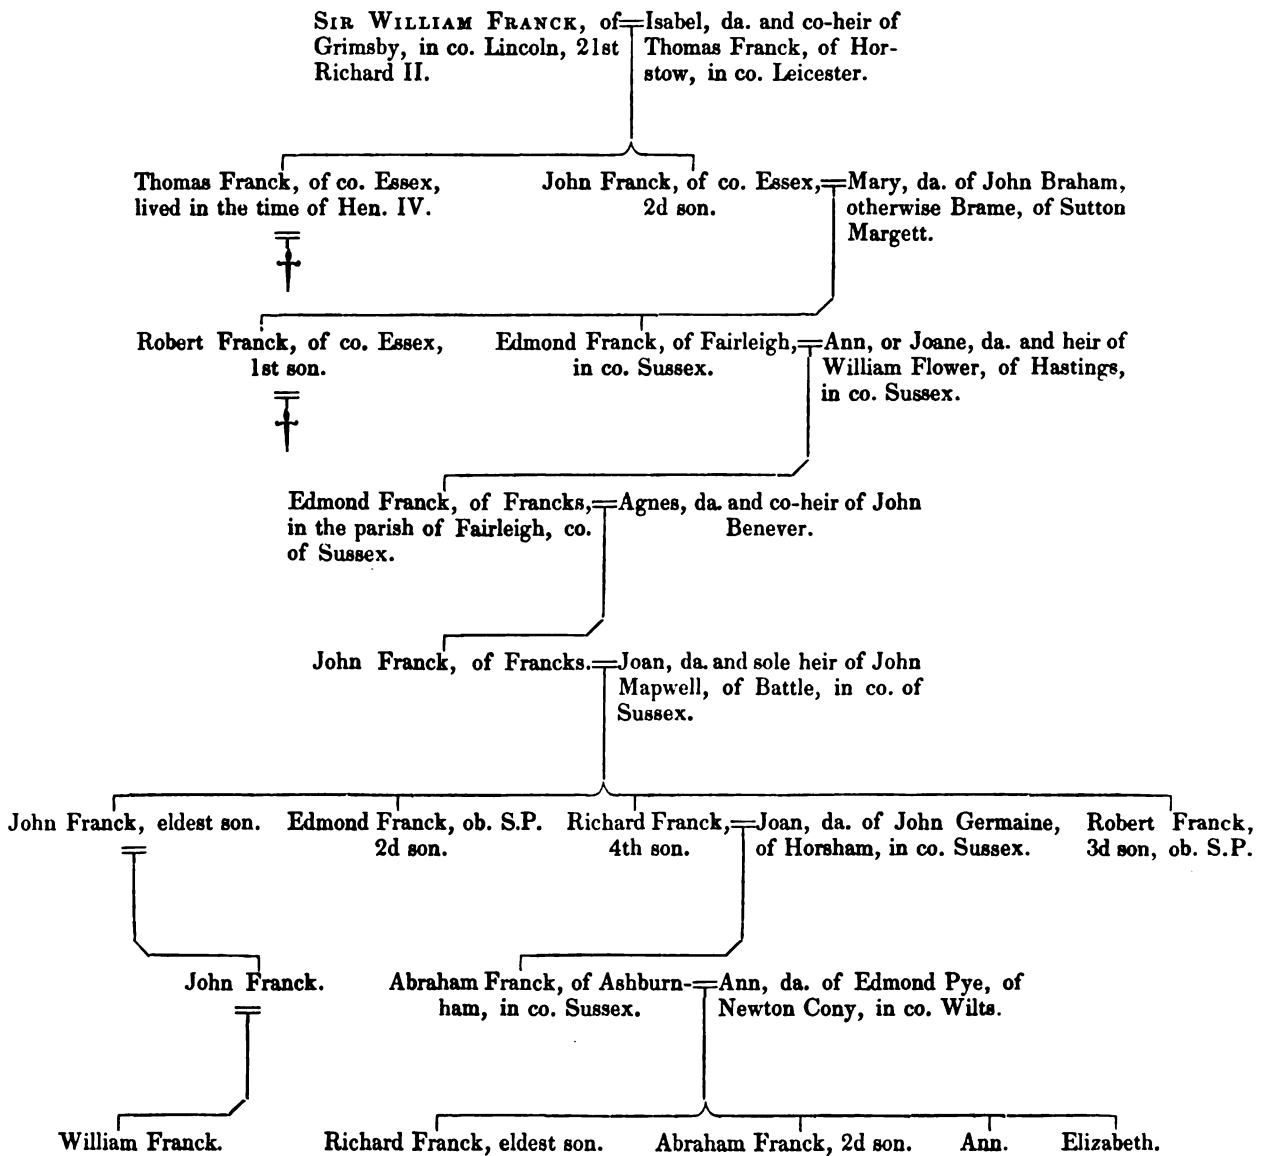 SIR WILLIAM FRANCK, of
Grimsby, in co. Lincoln, 21st
Richard II.
Isabel, da. and co-heir of
Thomas Franck, of Hor-
stow, in co. Leicester.
Thomas Franck, of co. Essex,
lived in the time of Hen. IV.
John Franck, of co. Essex,
2d son.
Mary, da. of John Braham,
otherwise Brame, of Sutton
Margett.
Robert Franck, of co. Essex,
1st son.
Edmond Franck, of Fairleigh,
in co. Sussex.
Ann, or Joane, da. and heir of
William Flower, of Hastings,
in co. Sussex.
Edmond Franck, of Francks,
in the parish of Fairleigh, co.
of Sussex.
Agnes, da. and co-heir of John
Benever.
John Franck, of Francks.
Joan, da. and sole heir of John
Mapwell, of Battle, in co. of
Sussex.
John Franck, eldest son.
Edmond Franck, ob. S.P.
2d son.
Richard Franck,
4th son.
Joan, da. of John Germaine,
of Horsham, in co. Sussex.
Robert Franck,
3d son, ob. S.P.
John Franck.
Abraham Franck, of Ashburn-
ham, in co. Sussex.
Ann, da. of Edmond Pye, of
Newton Cony, in co. Wilts.
William Franck.
Richard Franck, eldest son.
Abraham Franck, 2d son.
Ann.
Elizabeth.